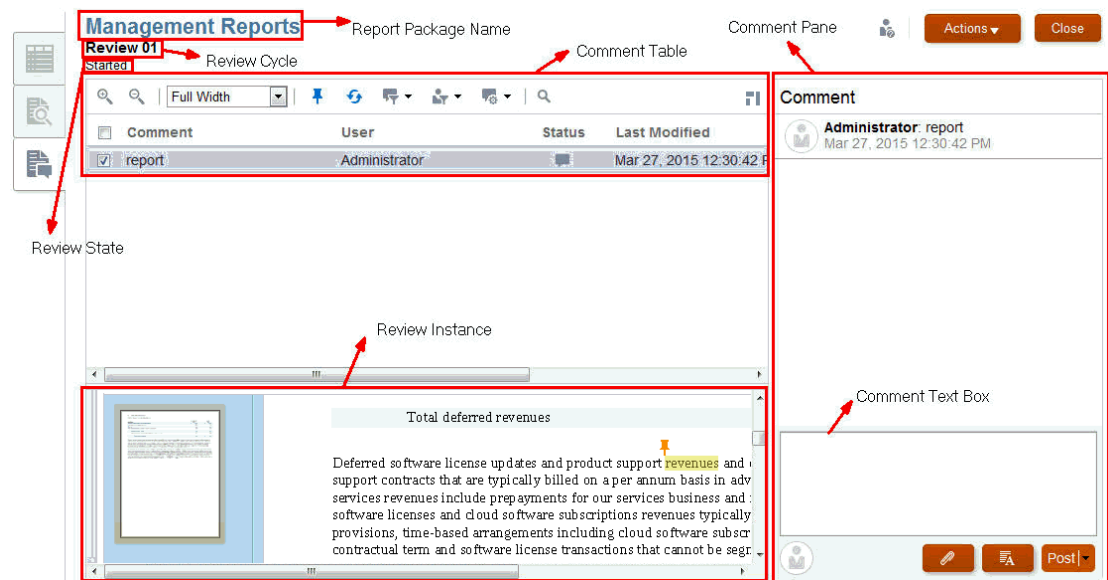 Management Reports
Report Package Name
Comment Pane
Actions
Close
Review 01
Started
Review Cycle
Comment Table
Full Width
Comment
Comment User Status Last Modified
Administrator: report
Mar 27, 2015 12:30:42 PM
report Administrator Mar 27, 2015 12:30:42 P
Review State
Review Instance
Comment Text Box
Total deferred revenues
Deferred software license updates and product support revenues and
support contracts that are typically billed on a per annum basis in adv
services revenues include prepayments for our services business and
software licenses and cloud software subscriptions revenues typically
provisions, time-based arrangements including cloud software subscr
contractual term and software license transactions that cannot be segr
Post